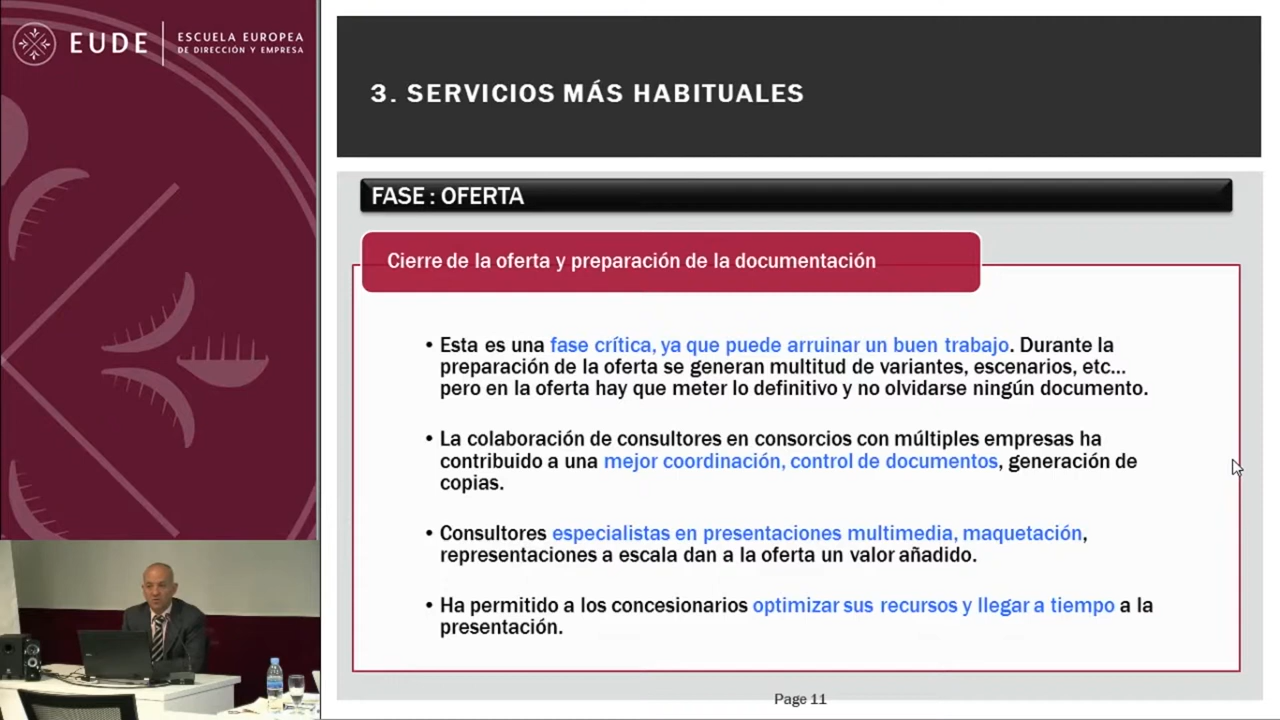 EUDE
ESCUELA EUROPEA
DE DIRECCIÓN Y EMPRESA
3. SERVICIOS MÁS HABITUALES
FASE : OFERTA
Cierre de la oferta y preparación de la documentación
• Esta es una fase crítica, ya que puede arruinar un buen trabajo. Durante la
preparación de la oferta se generan multitud de variantes, escenarios, etc...
pero en la oferta hay que meter lo definitivo y no olvidarse ningún documento.
• La colaboración de consultores en consorcios con múltiples empresas ha
contribuido a una mejor coordinación, control de documentos, generación de
copias.
• Consultores especialistas en presentaciones multimedia, maquetación,
representaciones a escala dan a la oferta un valor añadido.
• Ha permitido a los concesionarios optimizar sus recursos y llegar a tiempo a la
presentación.
Page 11